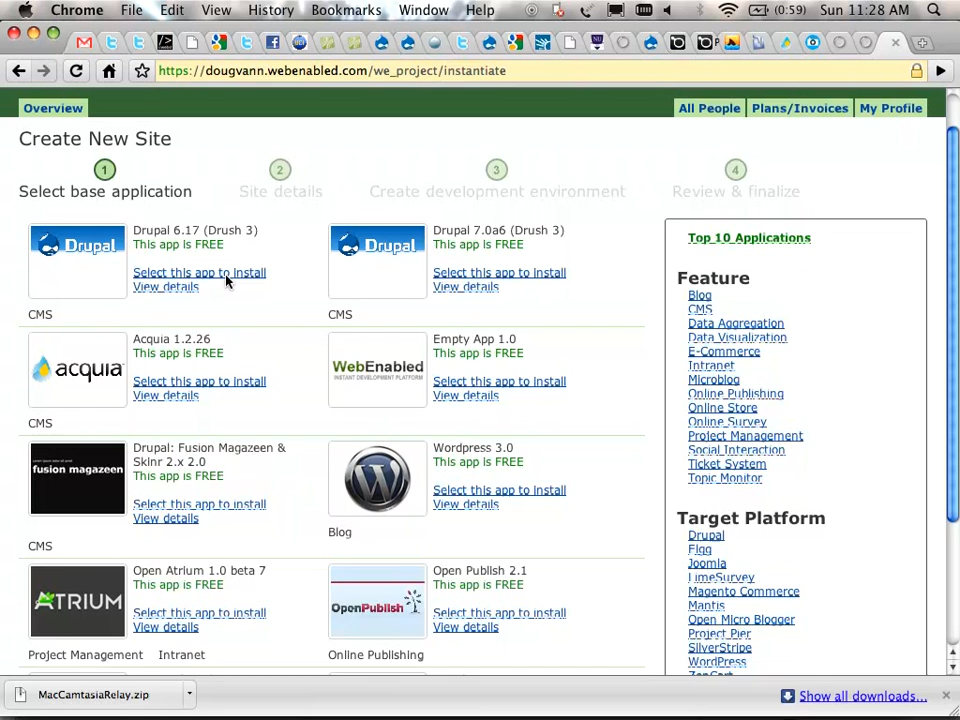 Chrome File Edit View History Bookmarks Window Help (0:59) Sun 11:28 AM
https://dougvann.webenabled.com/we_project/instantiate
Overview
All People Plans/Invoices My Profile
Create New Site
1 2 3 4
Select base application Site details Create development environment Review & finalize
Drupal
Drupal 6.17 (Drush 3)
This app is FREE
Select this app to install
View details
CMS
Drupal
Drupal 7.0a6 (Drush 3)
This app is FREE
Select this app to install
View details
CMS
acquia
Acquia 1.2.26
This app is FREE
Select this app to install
View details
CMS
WebEnabled
INSTANT DEVELOPMENT PLATFORM
Empty App 1.0
This app is FREE
Select this app to install
View details
fusion magazeen
Drupal: Fusion Magazeen &
Sklnr 2.x 2.0
This app is FREE
Select this app to install
View details
CMS
Wordpress 3.0
This app is FREE
Select this app to install
View details
Blog
ATRIUM
Open Atrium 1.0 beta 7
This app is FREE
Select this app to install
View details
Project Management Intranet
OpenPublish
Open Publish 2.1
This app is FREE
Select this app to install
View details
Online Publishing
Top 10 Applications
Feature
Blog
CMS
Data Aggregation
Data Visualization
E-Commerce
Intranet
Microblog
Online Publishing
Online Store
Online Survey
Project Management
Social Interaction
Ticket System
Topic Monitor
Target Platform
Drupal
Elgg
Joomla
LimeSurvey
Magento Commerce
Mantis
Open Micro Blogger
Project Pier
SilverStripe
WordPress
ZenCart
MacCamtasiaRelay.zip
Show all downloads...